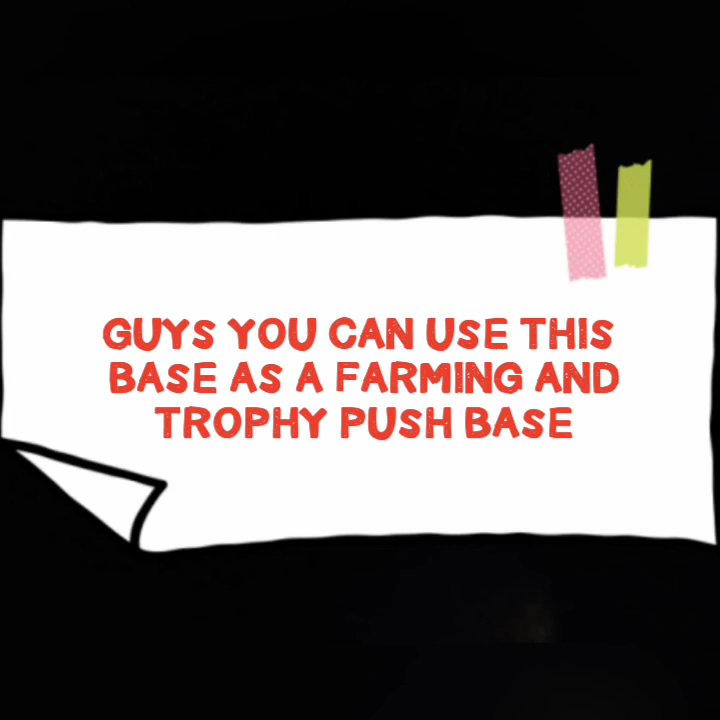 GUYS YOU CAN USE THIS
BASE AS A FARMING AND
TROPHY PUSH BASE